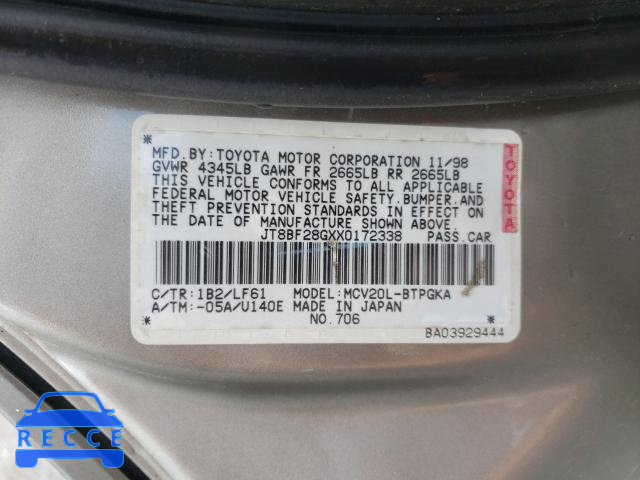 MFD.BY:TOYOTA MOTOR CORPORATION 11/98
GVWR 4345LB GAWR FR 2665LB RR 2665LB
THIS VEHICLE CONFORMS TO ALL APPLICABLE
FEDERAL MOTOR VEHICLE SAFETY.BUMPER.AND
THEFT PREVENTION STANDARDS IN EFFECT ON
THE DATE OF MANUFACTURE SHOWN ABOVE.
JT8BF28GXX0172338 PASS.CAR
TOYOTA
C/TR:1B2/LF61 MODEL:MCV20L-BTPGKA
A/TM:-05A/U140E MADE IN JAPAN
NO.706
BA03929444
RECCE